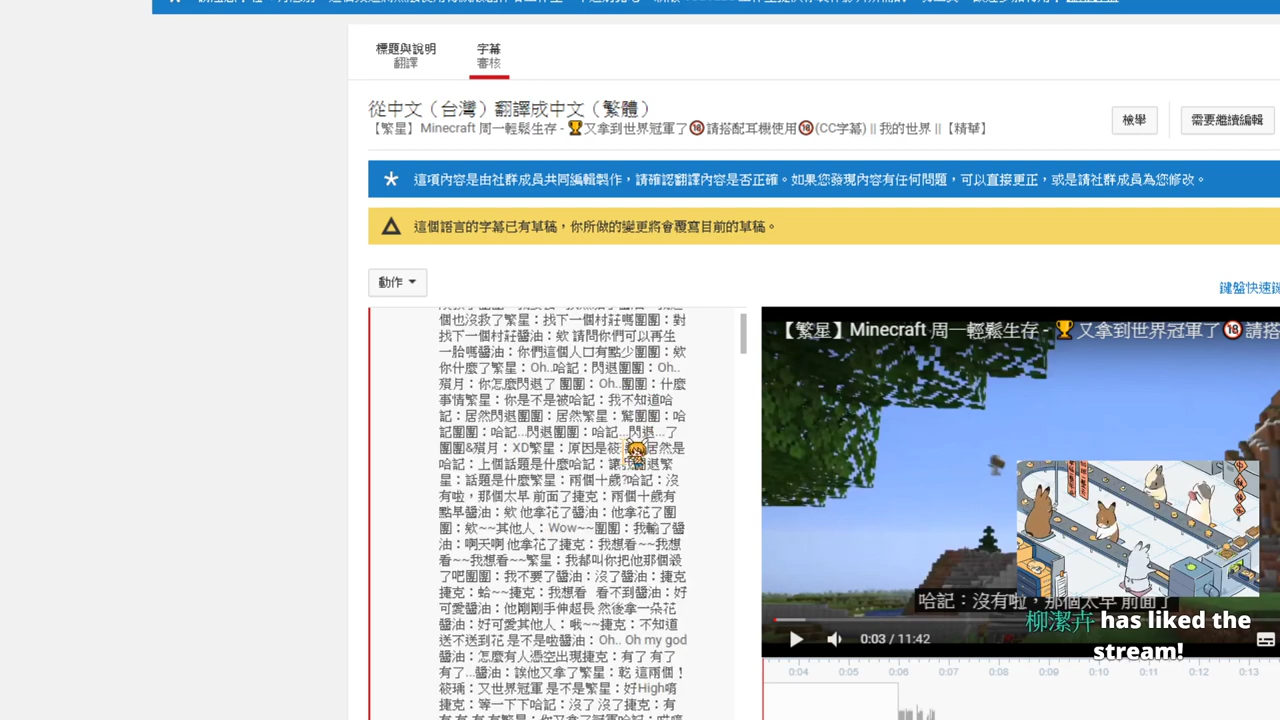 標題與說明
翻譯
字幕
審核
從中文（台灣）翻譯成中文（繁體）
【繁星】Minecraft 周一輕鬆生存 - 🏆又拿到世界冠軍了🔞請搭配耳機使用🔞(CC字幕) || 我的世界 ||【精華】
檢舉
需要繼續編輯
這項內容是由社群成員共同編輯製作，請確認翻譯內容是否正確。如果您發現內容有任何問題，可以直接更正，或是請社群成員為您修改。
這個語言的字幕已有草稿，你所做的變更將會覆寫目前的草稿。
動作
鍵盤快速鍵
個也沒救了繁星：找下一個村莊嗎團團：對
找下一個村莊醬油：欸 請問你們可以再生
一胎嗎醬油：你們這個人口有點少團團：欸
你什麼了繁星：Oh..哈記：閃退團團：Oh..
殞月：你怎麼閃退了 團團：Oh..團團：什麼
事情繁星：你是不是被哈記：我不知道哈
記：居然閃退團團：居然繁星：駕團團：哈
記團團：哈記...閃退團團：哈記...閃退...了
團團&殞月：XD繁星：原因是筱 居然是
哈記：上個話題是什麼哈記：讓我 退繁
星：話題是什麼繁星：兩個十歲?哈記：沒
有啦，那個太早 前面了捷克：兩個十歲有
點早醬油：欸 他拿花了醬油：他拿花了團
團：欸~~其他人：Wow~~團團：我輸了醬
油：啊天啊 他拿花了捷克：我想看~~我想
看~~我想看~~繁星：我都叫你把他那個殺
了吧團團：我不要了醬油：沒了醬油：捷克
捷克：蛤~~捷克：我想看 看不到醬油：好
可愛醬油：他剛剛手伸超長 然後拿一朵花
醬油：好可愛其他人：哦~~捷克：不知道
送不送到花 是不是啦醬油：Oh.. Oh my god
醬油：怎麼有人憑空出現捷克：有了 有了
有了...醬油：誒他又拿了繁星：乾 這兩個！
筱瑀：又世界冠軍 是不是繁星：好High唷
捷克：等一下下哈記：沒了 沒了捷克：有
【繁星】Minecraft 周一輕鬆生存 - 🏆又拿到世界冠軍了🔞請搭
哈記：沒有啦，那個太早 前面了
0:03 / 11:42
柳潔卉 has liked the
stream!
0:04 0:05 0:06 0:07 0:08 0:09 0:10 0:11 0:12 0:13